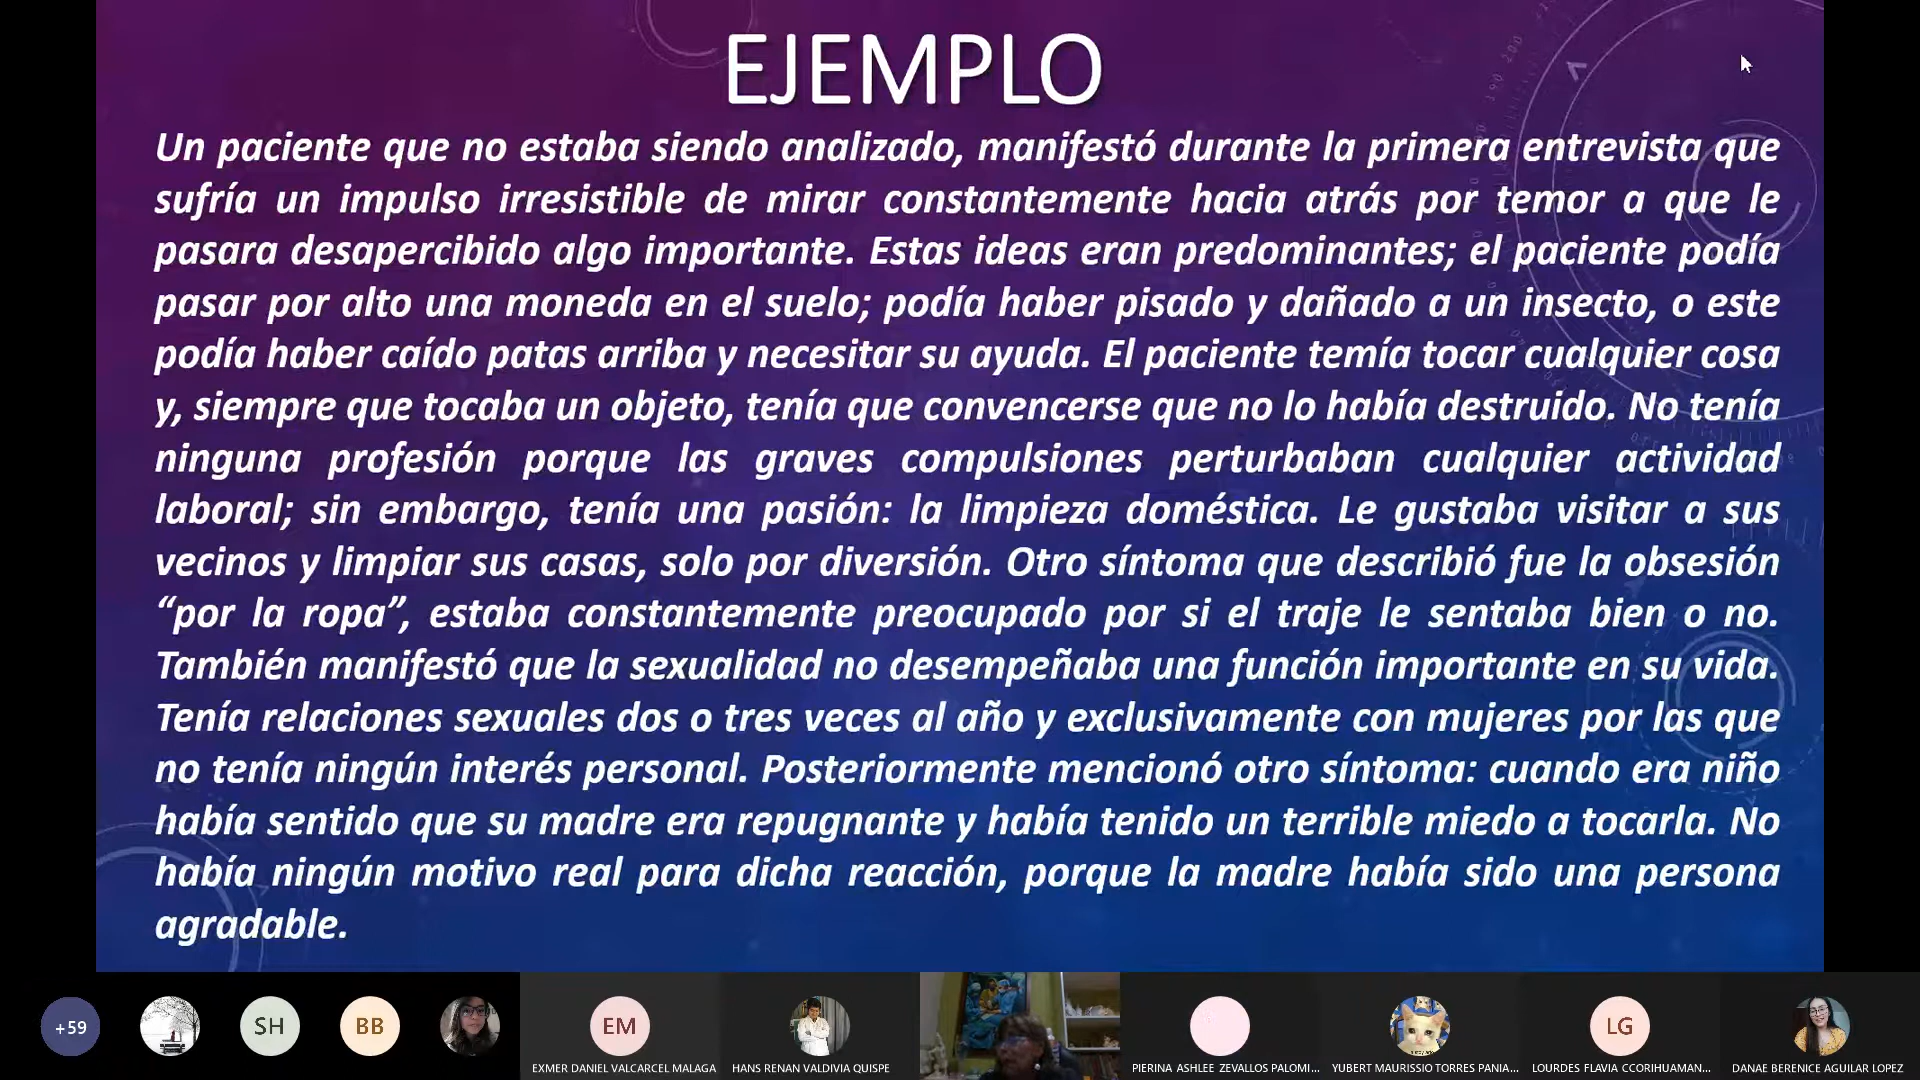 EJEMPLO
Un paciente que no estaba siendo analizado, manifestó durante la primera entrevista que
sufría un impulso irresistible de mirar constantemente hacia atrás por temor a que le
pasara desapercibido algo importante. Estas ideas eran predominantes; el paciente podía
pasar por alto una moneda en el suelo; podía haber pisado y dañado a un insecto, o este
podía haber caído patas arriba y necesitar su ayuda. El paciente temía tocar cualquier cosa
y, siempre que tocaba un objeto, tenía que convencerse que no lo había destruido. No tenía
ninguna profesión porque las graves compulsiones perturbaban cualquier actividad
laboral; sin embargo, tenía una pasión: la limpieza doméstica. Le gustaba visitar a sus
vecinos y limpiar sus casas, solo por diversión. Otro síntoma que describió fue la obsesión
“por la ropa”, estaba constantemente preocupado por si el traje le sentaba bien o no.
También manifestó que la sexualidad no desempeñaba una función importante en su vida.
Tenía relaciones sexuales dos o tres veces al año y exclusivamente con mujeres por las que
no tenía ningún interés personal. Posteriormente mencionó otro síntoma: cuando era niño
había sentido que su madre era repugnante y había tenido un terrible miedo a tocarla. No
había ningún motivo real para dicha reacción, porque la madre había sido una persona
agradable.
+59
SH
BB
EM
LG
EXMER DANIEL VALCARCEL MALAGA
HANS RENAN VALDIVIA QUISPE
PIERINA ASHLEE ZEVALLOS PALOMI...
YUBERT MAURISSIO TORRES PANIA...
LOURDES FLAVIA CCORIHUAMAN...
DANAE BERENICE AGUILAR LOPEZ